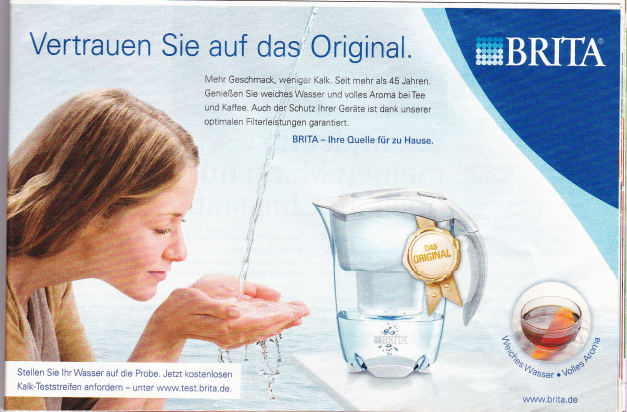 Vertrauen Sie auf das Original.
BRITA®
Mehr Geschmack, weniger Kalk. Seit mehr als 45 Jahren.
Genießen Sie weiches Wasser und volles Aroma bei Tee
und Kaffee. Auch der Schutz Ihrer Geräte ist dank unserer
optimalen Filterleistungen garantiert.
BRITA – Ihre Quelle für zu Hause.
DAS
ORIGINAL
BRITA
Weiches Wasser • Volles Aroma
Stellen Sie Ihr Wasser auf die Probe. Jetzt kostenlosen
Kalk-Teststreifen anfordern – unter www.test.brita.de.
www.brita.de